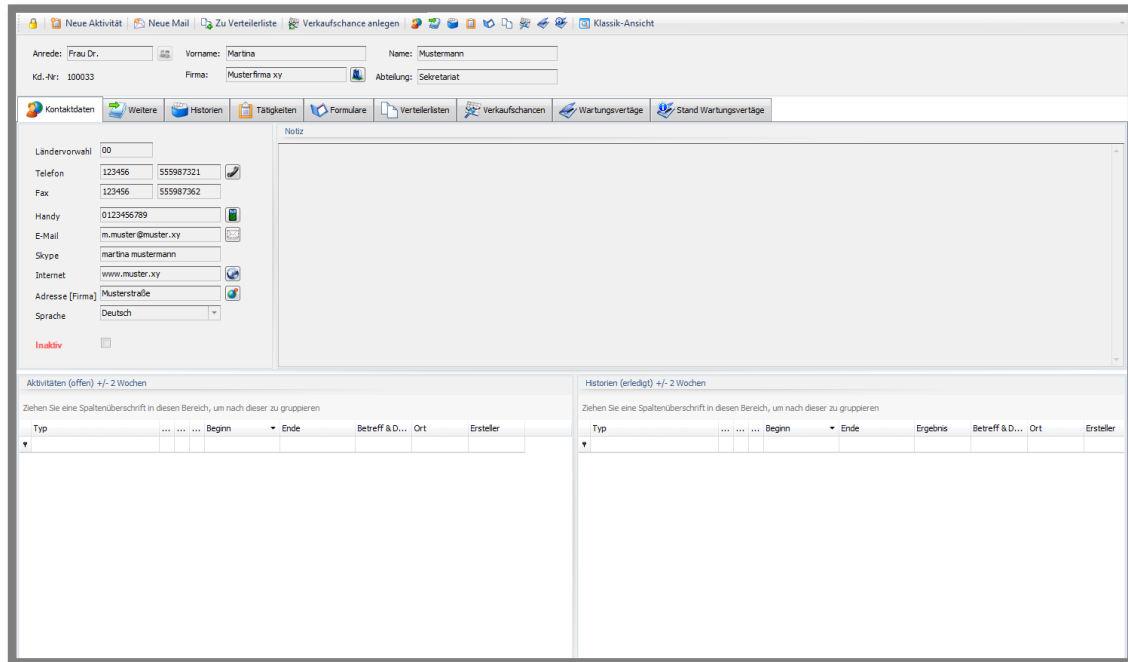 Neue Aktivität Neue Mail Zu Verteilerliste Verkaufschance anlegen Klassik-Ansicht
Anrede: Frau Dr. Vorname: Martina Name: Mustermann
Kd.-Nr: 100033 Firma: Musterfirma xy Abteilung: Sekretariat
Kontaktdaten Weitere Historien Tätigkeiten Formulare Verteilerlisten Verkaufschancen Wartungsvertäge Stand Wartungsvertäge
Notiz
Ländervorwahl 00
Telefon 123456 555987321
Fax 123456 555987362
Handy 0123456789
E-Mail m.muster@muster.xy
Skype martina mustermann
Internet www.muster.xy
Adresse [Firma] Musterstraße
Sprache Deutsch
Inaktiv
Aktivitäten (offen) +/- 2 Wochen
Ziehen Sie eine Spaltenüberschrift in diesen Bereich, um nach dieser zu gruppieren
Typ ... ... ... Beginn Ende Betreff & D... Ort Ersteller
Historien (erledigt) +/- 2 Wochen
Ziehen Sie eine Spaltenüberschrift in diesen Bereich, um nach dieser zu gruppieren
Typ ... ... ... Beginn Ende Ergebnis Betreff & D... Ort Ersteller